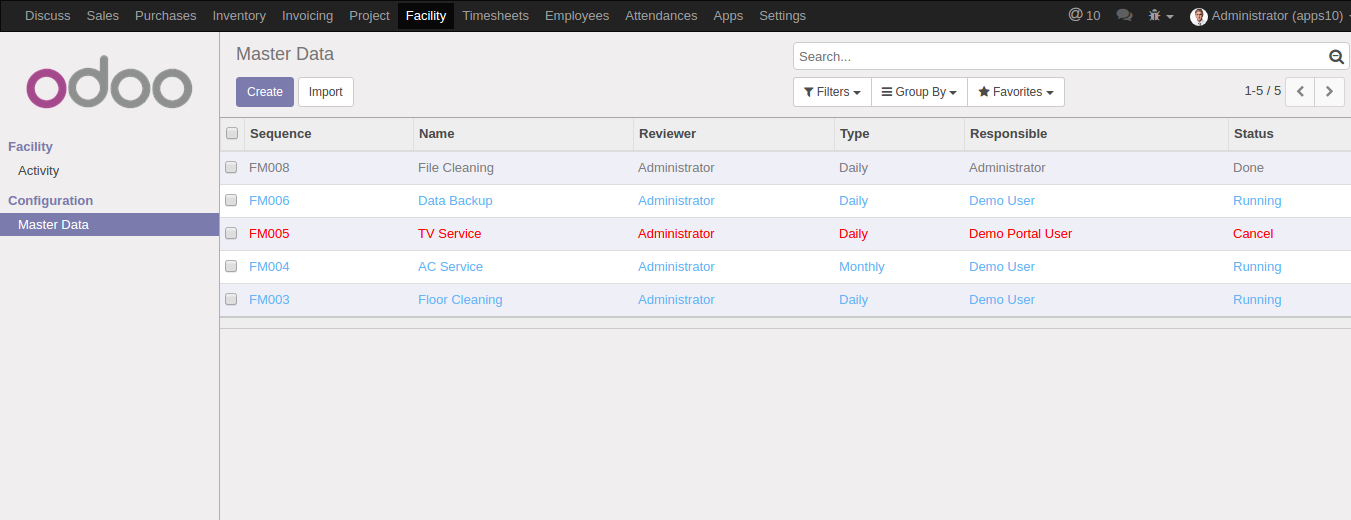 Discuss Sales Purchases Inventory Invoicing Project Facility Timesheets Employees Attendances Apps Settings @ 10 Administrator (apps10)
odoo
Facility
Activity
Configuration
Master Data
Master Data
Search...
Create Import
Filters Group By Favorites 1-5 / 5
Sequence Name Reviewer Type Responsible Status
FM008 File Cleaning Administrator Daily Administrator Done
FM006 Data Backup Administrator Daily Demo User Running
FM005 TV Service Administrator Daily Demo Portal User Cancel
FM004 AC Service Administrator Monthly Demo User Running
FM003 Floor Cleaning Administrator Daily Demo User Running